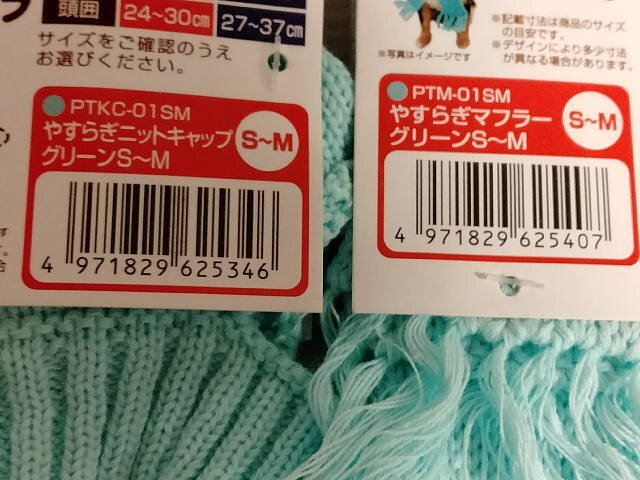 頭囲 24~30cm 27~37cm
サイズをご確認のうえ
お選びください。
PTKC-01SM
やすらぎニットキャップ
グリーンS~M
S~M
4 971829 625346
※写真はイメージです
※記載寸法は商品のサイズ
の目安です。
※デザインにより多少寸法
が異なる場合があります。
PTM-01SM
やすらぎマフラー
グリーンS~M
S~M
4 971829 625407